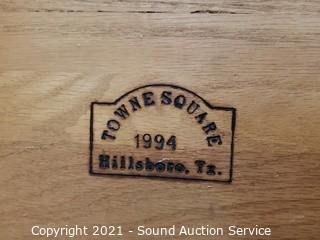 TOWNE SQUARE
1994
Hillsboro, Tx.
Copyright 2021 - Sound Auction Service